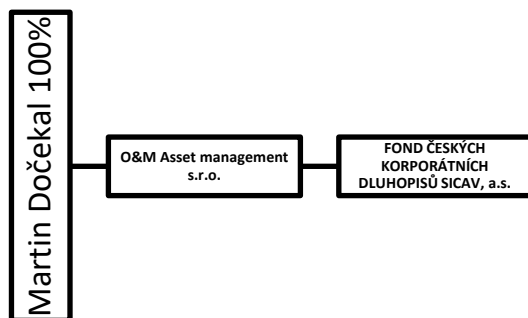 Martin Dočekal 100%
O&M Asset management
s.r.o.
FOND ČESKÝCH
KORPORÁTNÍCH
DLUHOPISŮ SICAV, a.s.